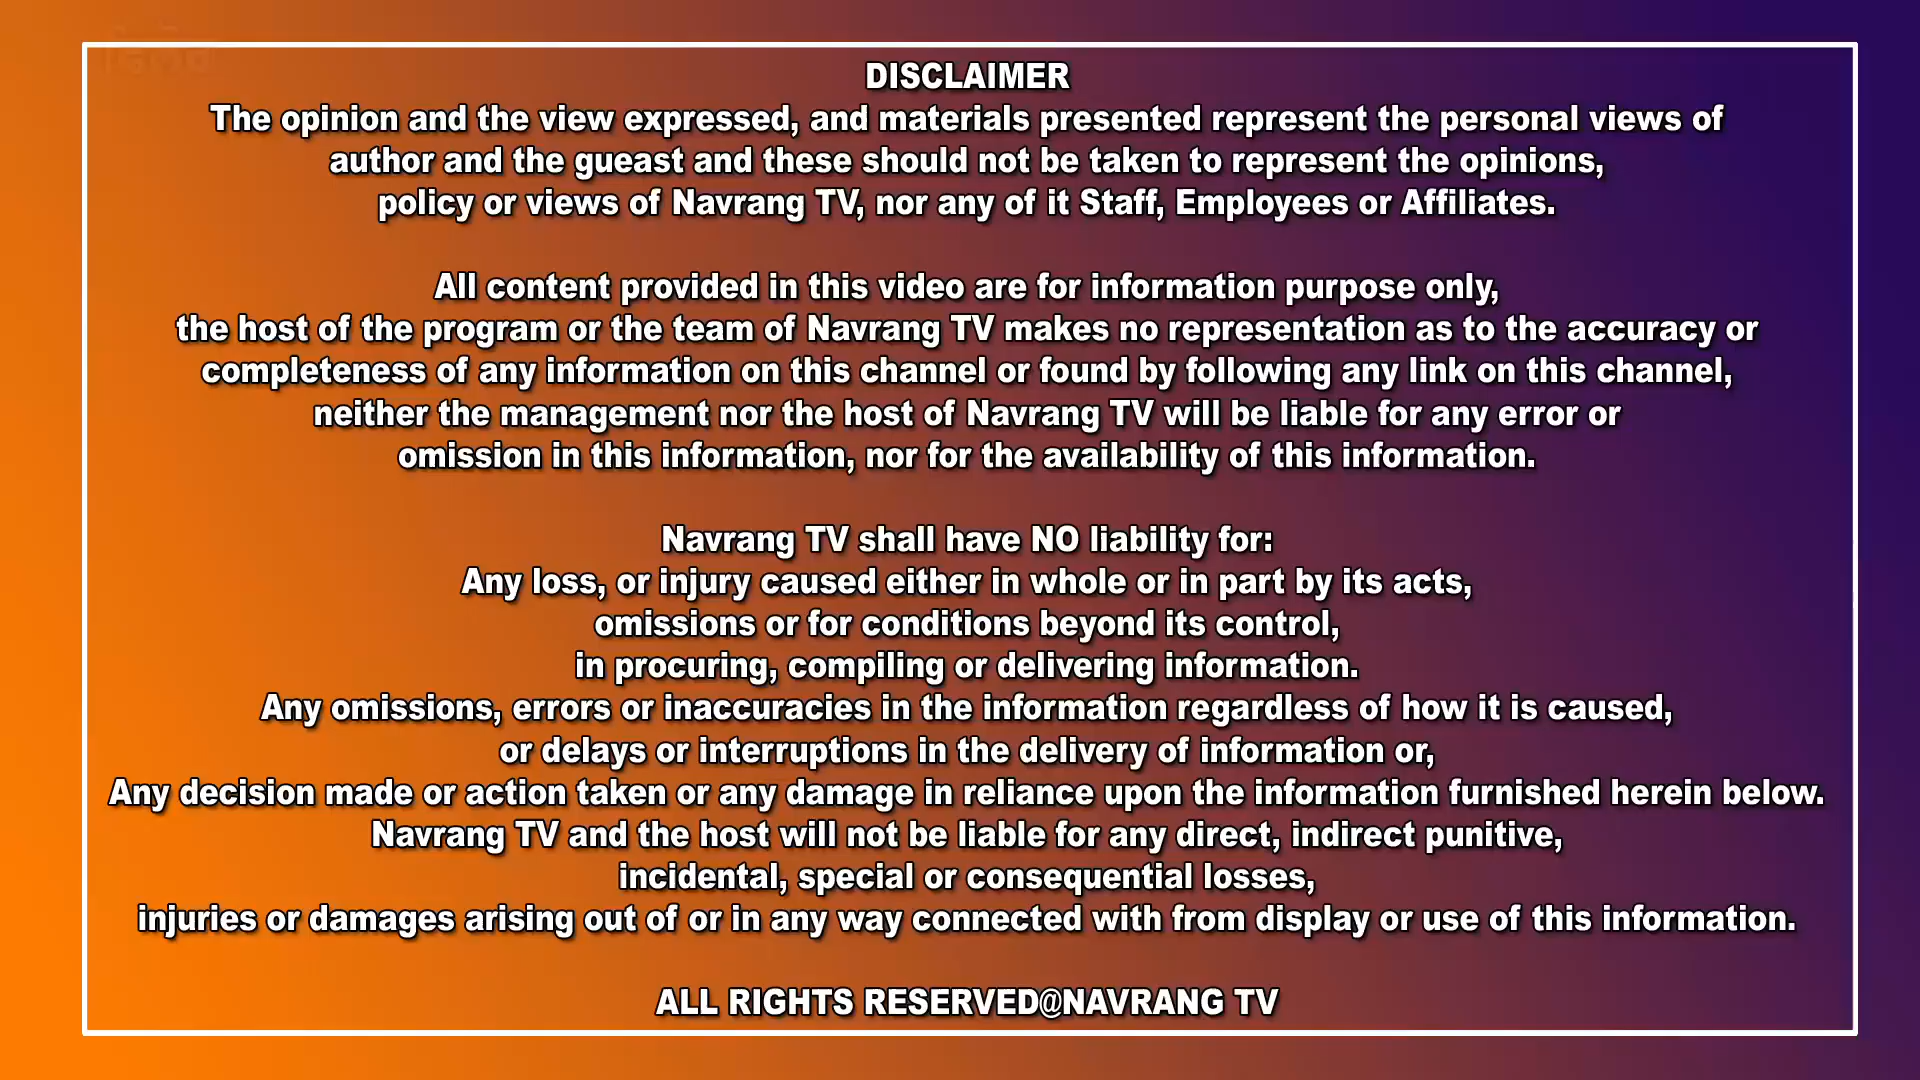 DISCLAIMER
The opinion and the view expressed, and materials presented represent the personal views of
author and the gueast and these should not be taken to represent the opinions,
policy or views of Navrang TV, nor any of it Staff, Employees or Affiliates.
All content provided in this video are for information purpose only,
the host of the program or the team of Navrang TV makes no representation as to the accuracy or
completeness of any information on this channel or found by following any link on this channel,
neither the management nor the host of Navrang TV will be liable for any error or
omission in this information, nor for the availability of this information.
Navrang TV shall have NO liability for:
Any loss, or injury caused either in whole or in part by its acts,
omissions or for conditions beyond its control,
in procuring, compiling or delivering information.
Any omissions, errors or inaccuracies in the information regardless of how it is caused,
or delays or interruptions in the delivery of information or,
Any decision made or action taken or any damage in reliance upon the information furnished herein below.
Navrang TV and the host will not be liable for any direct, indirect punitive,
incidental, special or consequential losses,
injuries or damages arising out of or in any way connected with from display or use of this information.
ALL RIGHTS RESERVED@NAVRANG TV